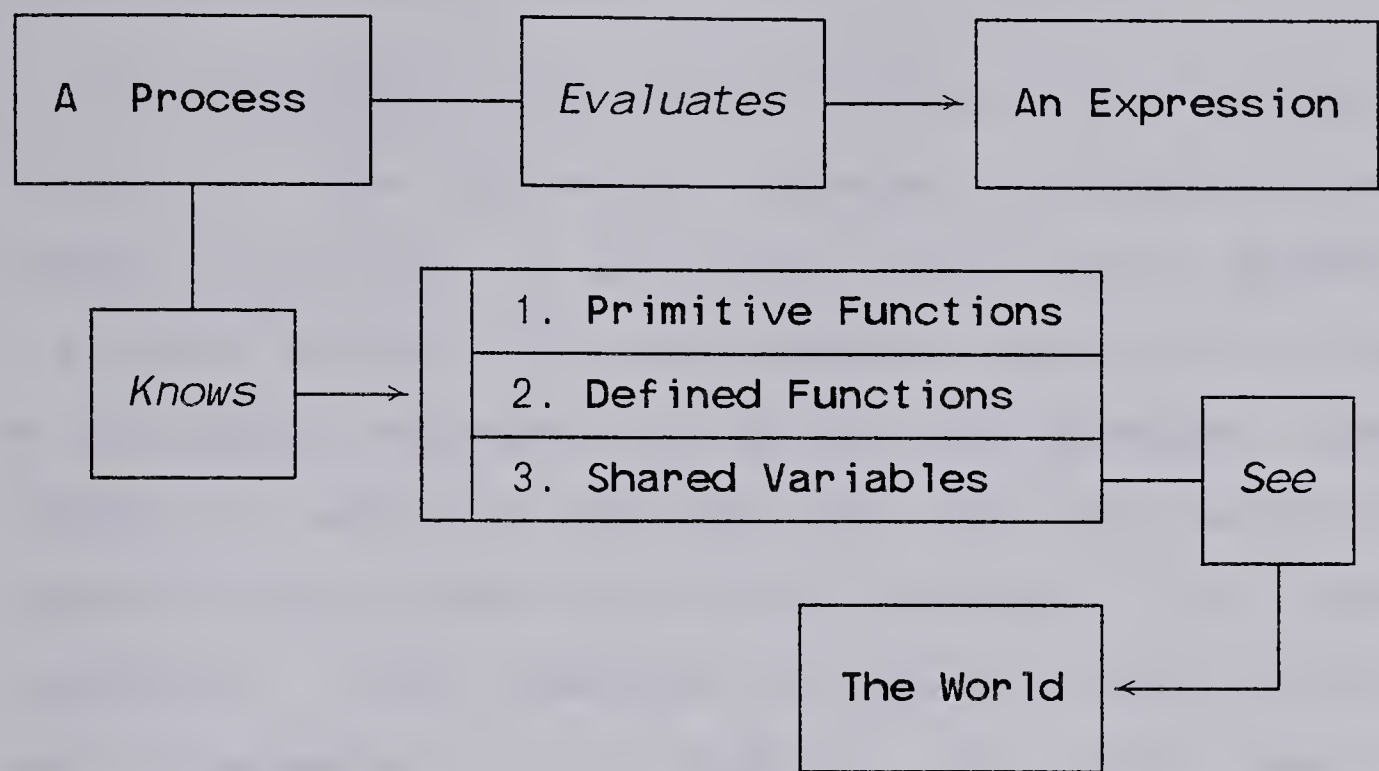 A Process
Evaluates
An Expression
Knows
1. Primitive Functions
2. Defined Functions
3. Shared Variables
See
The World